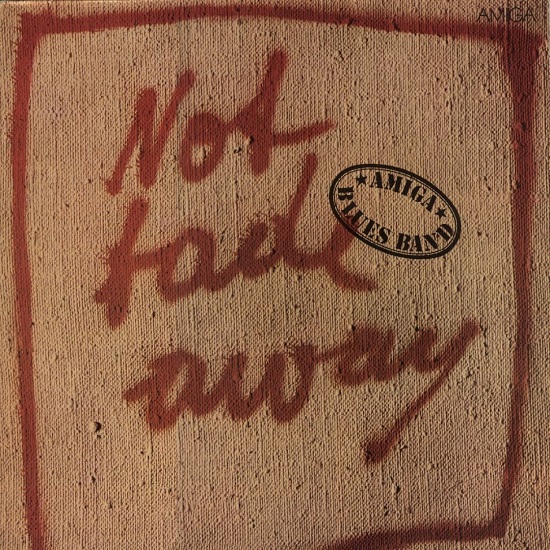 AMIGA
Not
fade
away
★AMIGA★
BLUES BAND